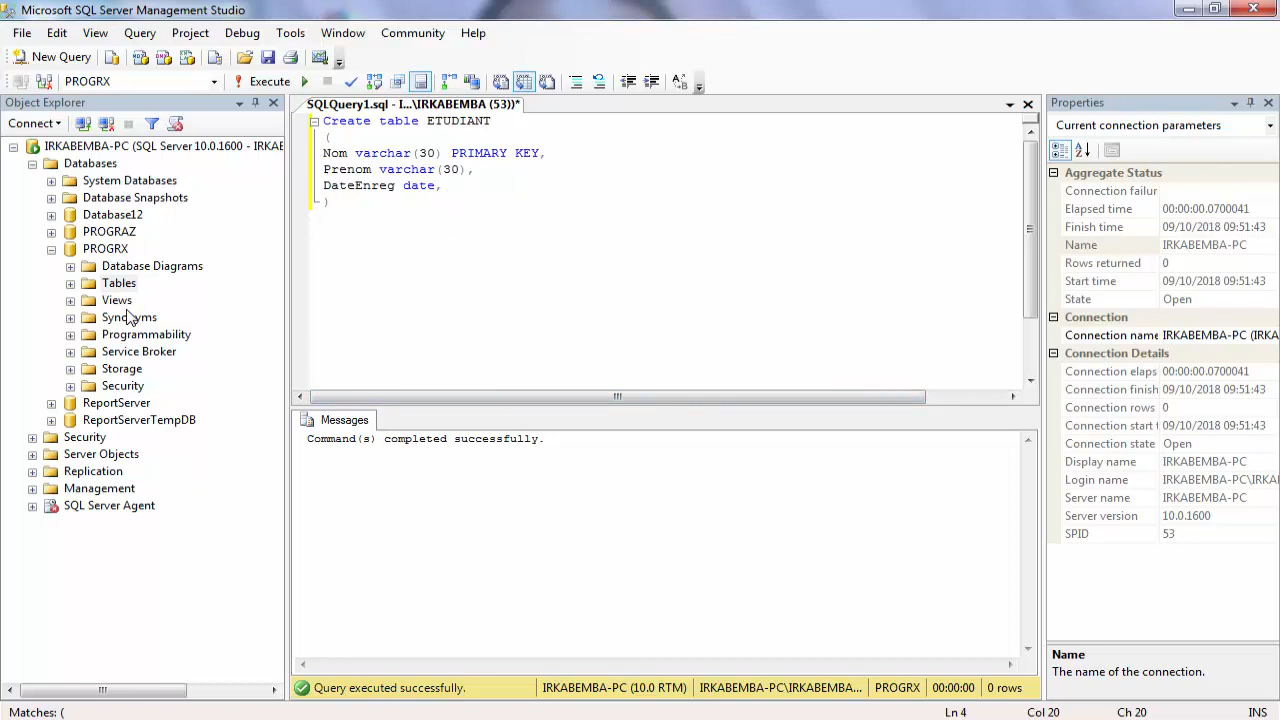 Microsoft SQL Server Management Studio
File Edit View Query Project Debug Tools Window Community Help
New Query
PROGRX Execute
Object Explorer
Connect
IRKABEMBA-PC (SQL Server 10.0.1600 - IRKAE
Databases
System Databases
Database Snapshots
Database12
PROGRAZ
PROGRX
Database Diagrams
Tables
Views
Synonyms
Programmability
Service Broker
Storage
Security
ReportServer
ReportServerTempDB
Security
Server Objects
Replication
Management
SQL Server Agent
SQLQuery1.sql - I...\IRKABEMBA (53))*
Create table ETUDIANT
(
Nom varchar(30) PRIMARY KEY,
Prenom varchar(30),
DateEnreg date,
)
Messages
Command(s) completed successfully.
Query executed successfully. IRKABEMBA-PC (10.0 RTM) IRKABEMBA-PC\IRKABEMBA... PROGRX 00:00:00 0 rows
Properties
Current connection parameters
Aggregate Status
Connection failur
Elapsed time 00:00:00.0700041
Finish time 09/10/2018 09:51:43
Name IRKABEMBA-PC
Rows returned 0
Start time 09/10/2018 09:51:43
State Open
Connection
Connection name IRKABEMBA-PC (IRKA
Connection Details
Connection elaps 00:00:00.0700041
Connection finish 09/10/2018 09:51:43
Connection rows 0
Connection start t 09/10/2018 09:51:43
Connection state Open
Display name IRKABEMBA-PC
Login name IRKABEMBA-PC\IRKA
Server name IRKABEMBA-PC
Server version 10.0.1600
SPID 53
Name
The name of the connection.
Matches: ( Ln 4 Col 20 Ch 20 INS